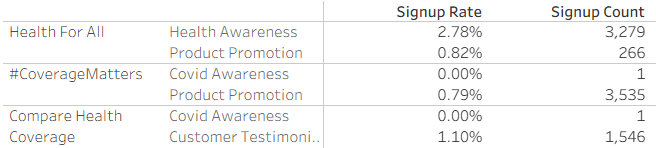 Signup Rate Signup Count
Health For All Health Awareness 2.78% 3,279
Product Promotion 0.82% 266
#CoverageMatters Covid Awareness 0.00% 1
Product Promotion 0.79% 3,535
Compare Health Covid Awareness 0.00% 1
Coverage Customer Testimoni.. 1.10% 1,546